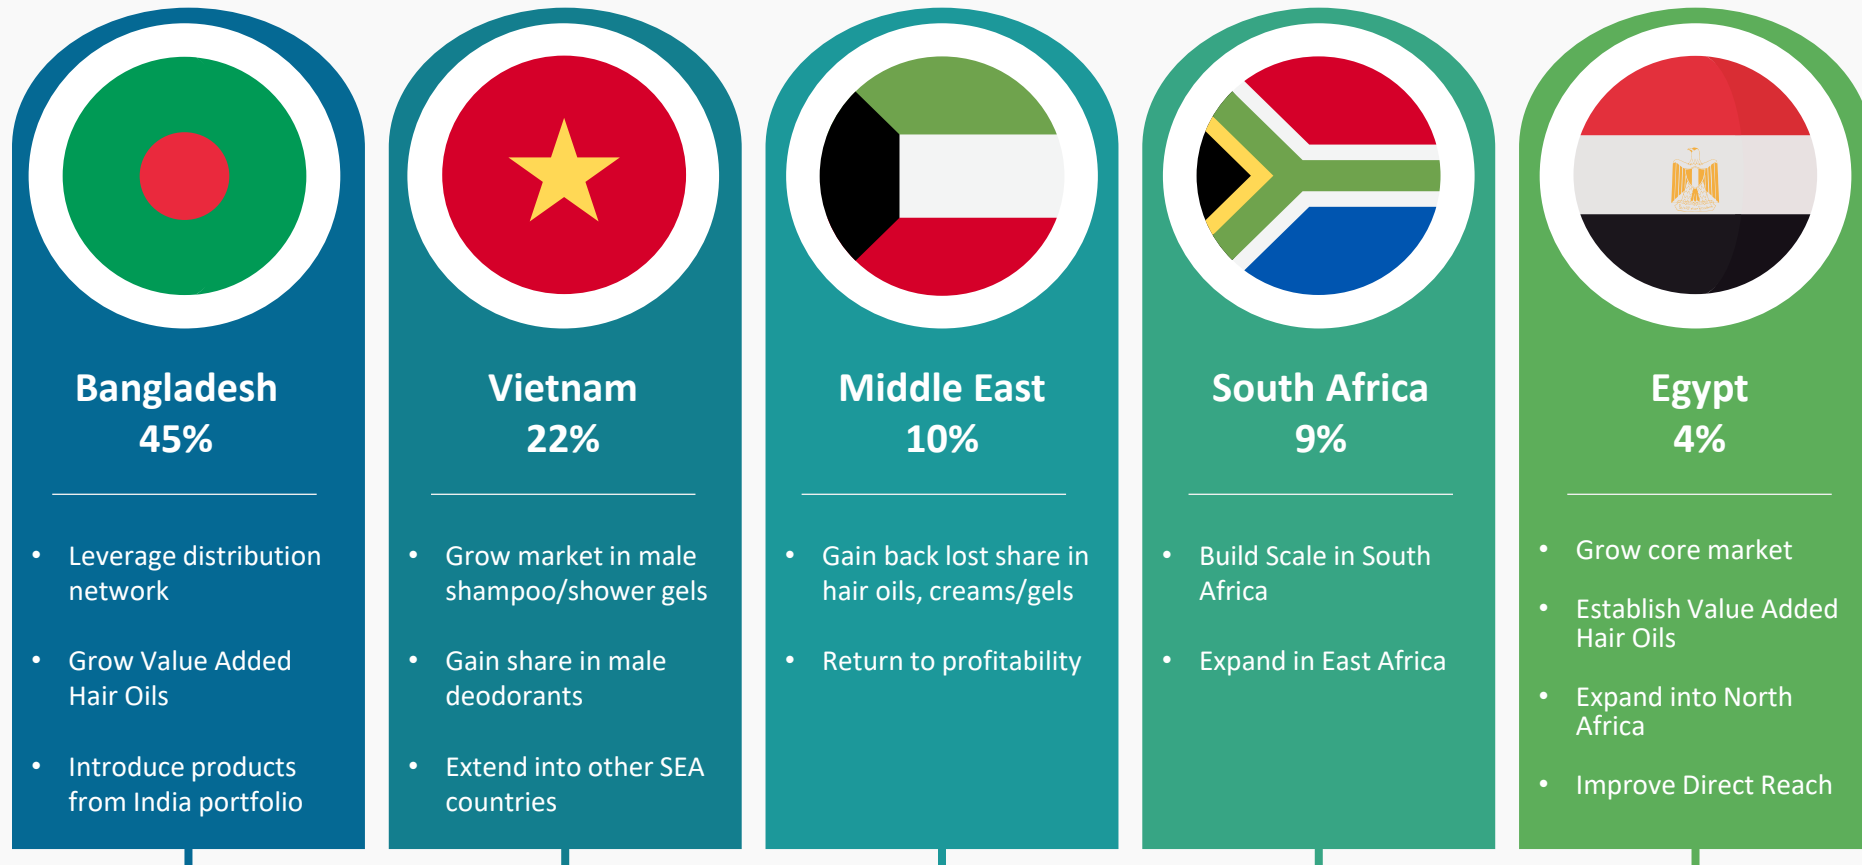 Bangladesh
45%
• Leverage distribution
network
• Grow Value Added
Hair Oils
• Introduce products
from India portfolio
Vietnam
22%
• Grow market in male
shampoo/shower gels
• Gain share in male
deodorants
• Extend into other SEA
countries
Middle East
10%
• Gain back lost share in
hair oils, creams/gels
• Return to profitability
South Africa
9%
• Build Scale in South
Africa
• Expand in East Africa
Egypt
4%
• Grow core market
• Establish Value Added
Hair Oils
• Expand into North
Africa
• Improve Direct Reach